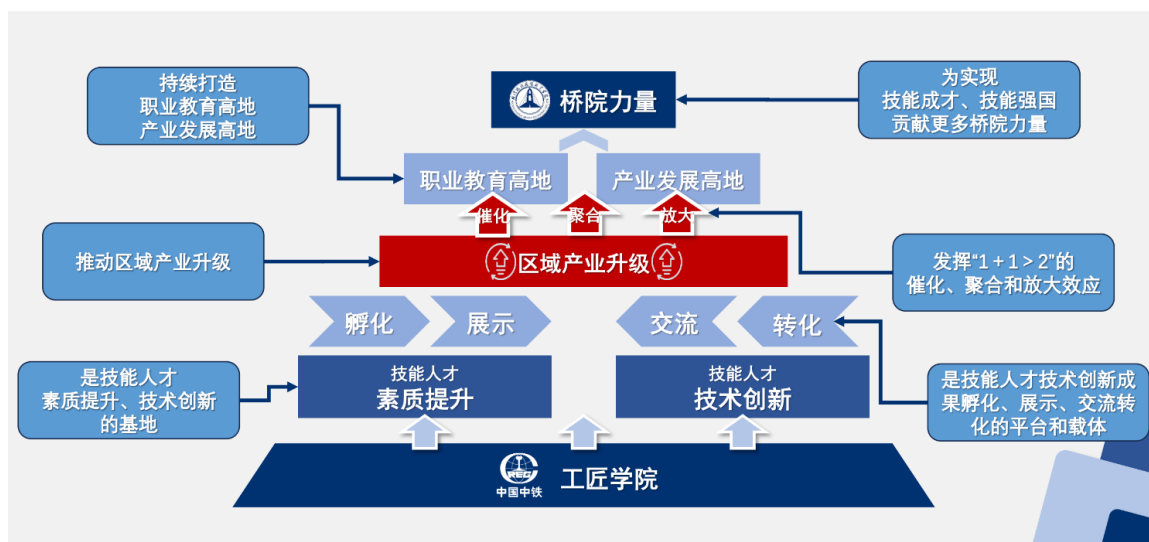 持续打造
职业教育高地
产业发展高地
桥院力量
为实现
技能成才、技能强国
贡献更多桥院力量
职业教育高地
产业发展高地
催化
聚合
放大
推动区域产业升级
区域产业升级
发挥“1+1>2”的
催化、聚合和放大效应
孵化
展示
交流
转化
是技能人才
素质提升、技术创新
的基地
技能人才
素质提升
技能人才
技术创新
是技能人才技术创新成
果孵化、展示、交流转
化的平台和载体
中国中铁
工匠学院